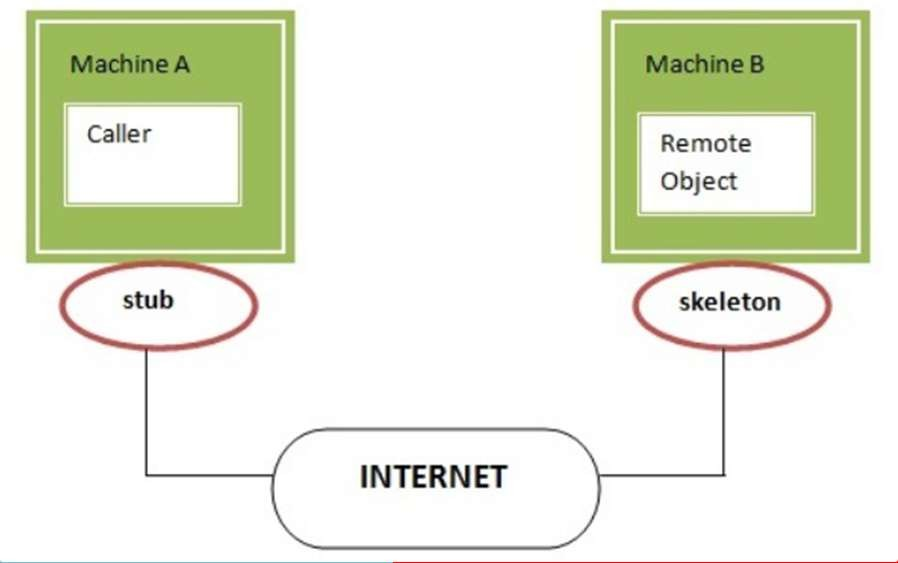 Machine A
Caller
stub
Machine B
Remote
Object
skeleton
INTERNET